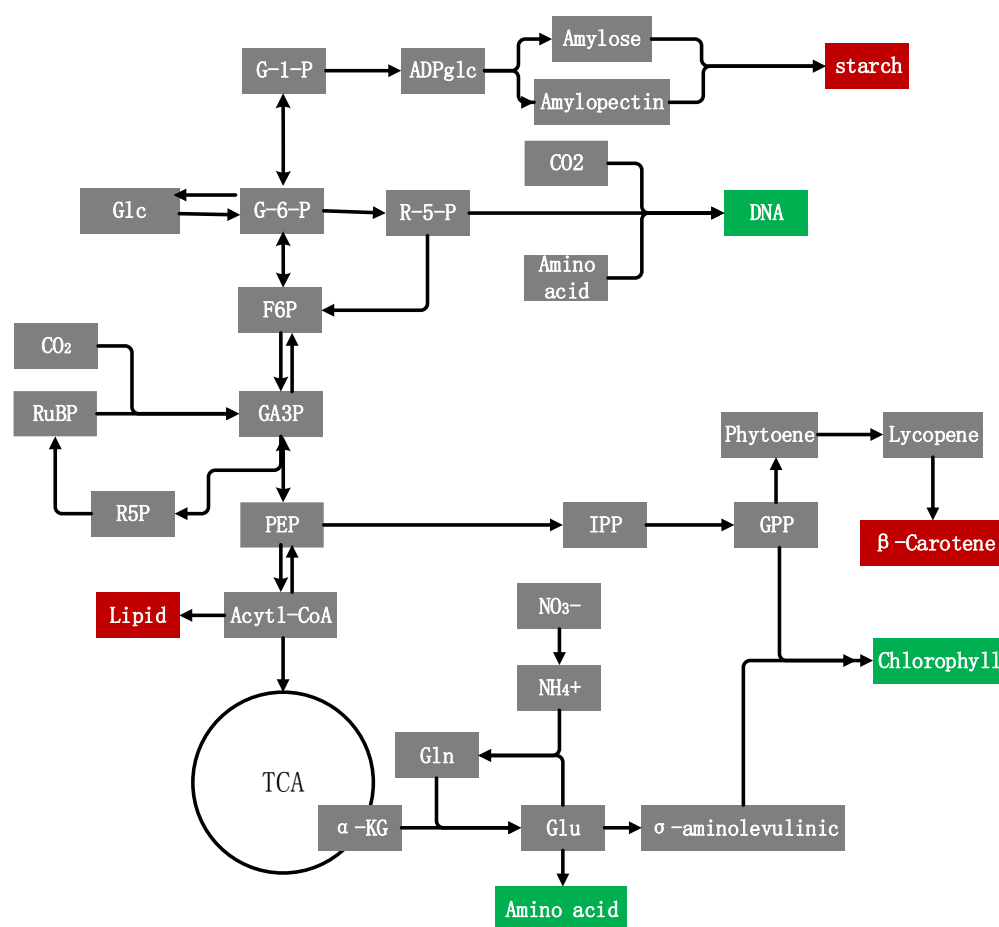 Amylose
G-1-P
ADPglc
starch
Amylopectin
CO2
Glc
G-6-P
R-5-P
DNA
Amino
acid
F6P
CO₂
RuBP
GA3P
Phytoene
Lycopene
R5P
PEP
IPP
GPP
β-Carotene
Lipid
Acytl-CoA
NO₃-
Chlorophyll
NH₄+
Gln
TCA
α-KG
Glu
σ-aminolevulinic
Amino acid